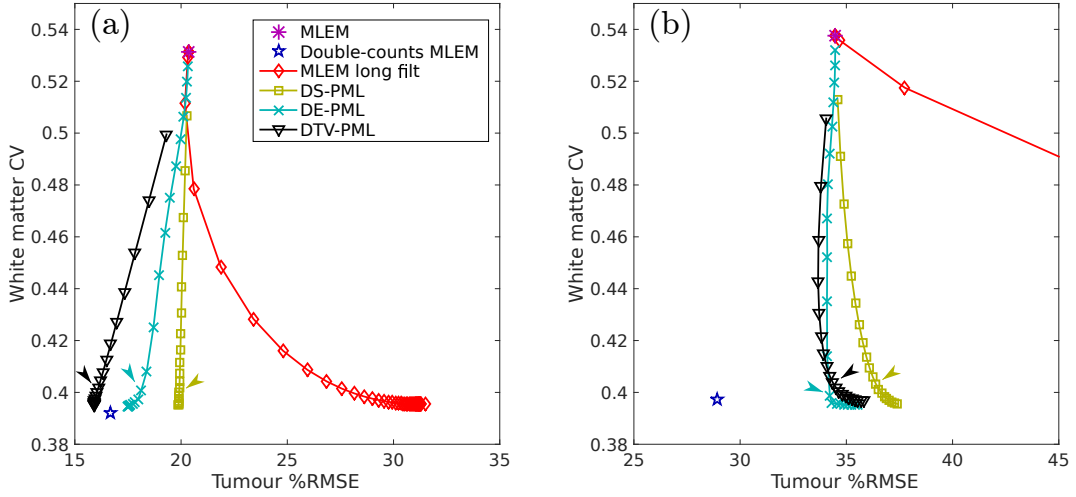 (a)
0.54
0.52
0.5
0.48
0.46
0.44
0.42
0.4
0.38
White matter CV
15
20
25
30
35
Tumour %RMSE
MLEM
Double-counts MLEM
MLEM long filt
DS-PML
DE-PML
DTV-PML
(b)
0.54
0.52
0.5
0.48
0.46
0.44
0.42
0.4
0.38
White matter CV
25
30
35
40
45
Tumour %RMSE